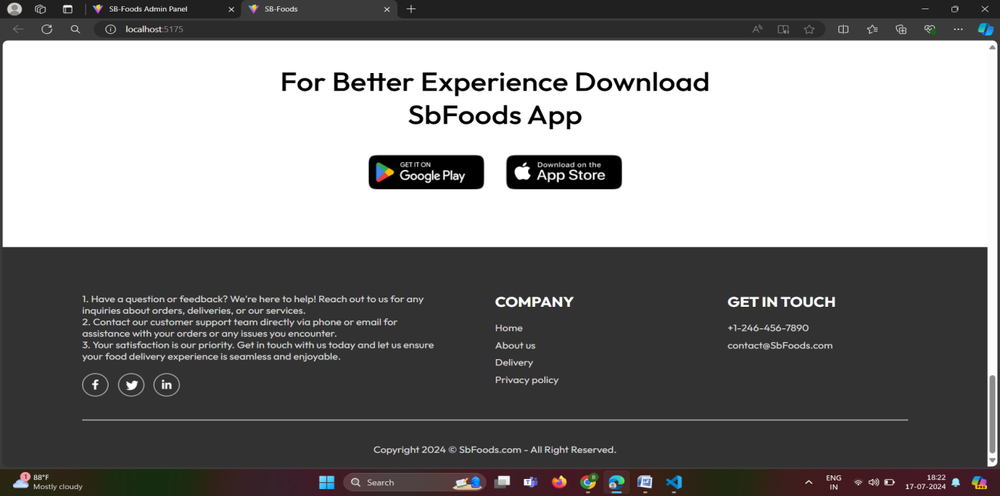 SB-Foods Admin Panel
SB-Foods
localhost:5175
For Better Experience Download
SbFoods App
GET IT ON
Google Play
Download on the
App Store
1. Have a question or feedback? We're here to help! Reach out to us for any
inquiries about orders, deliveries, or our services.
2. Contact our customer support team directly via phone or email for
assistance with your orders or any issues you encounter.
3. Your satisfaction is our priority. Get in touch with us today and let us ensure
your food delivery experience is seamless and enjoyable.
COMPANY
Home
About us
Delivery
Privacy policy
GET IN TOUCH
+1-246-456-7890
contact@SbFoods.com
Copyright 2024 © SbFoods.com - All Right Reserved.
1
88°F
Mostly cloudy
Search
ENG
IN
18:22
17-07-2024